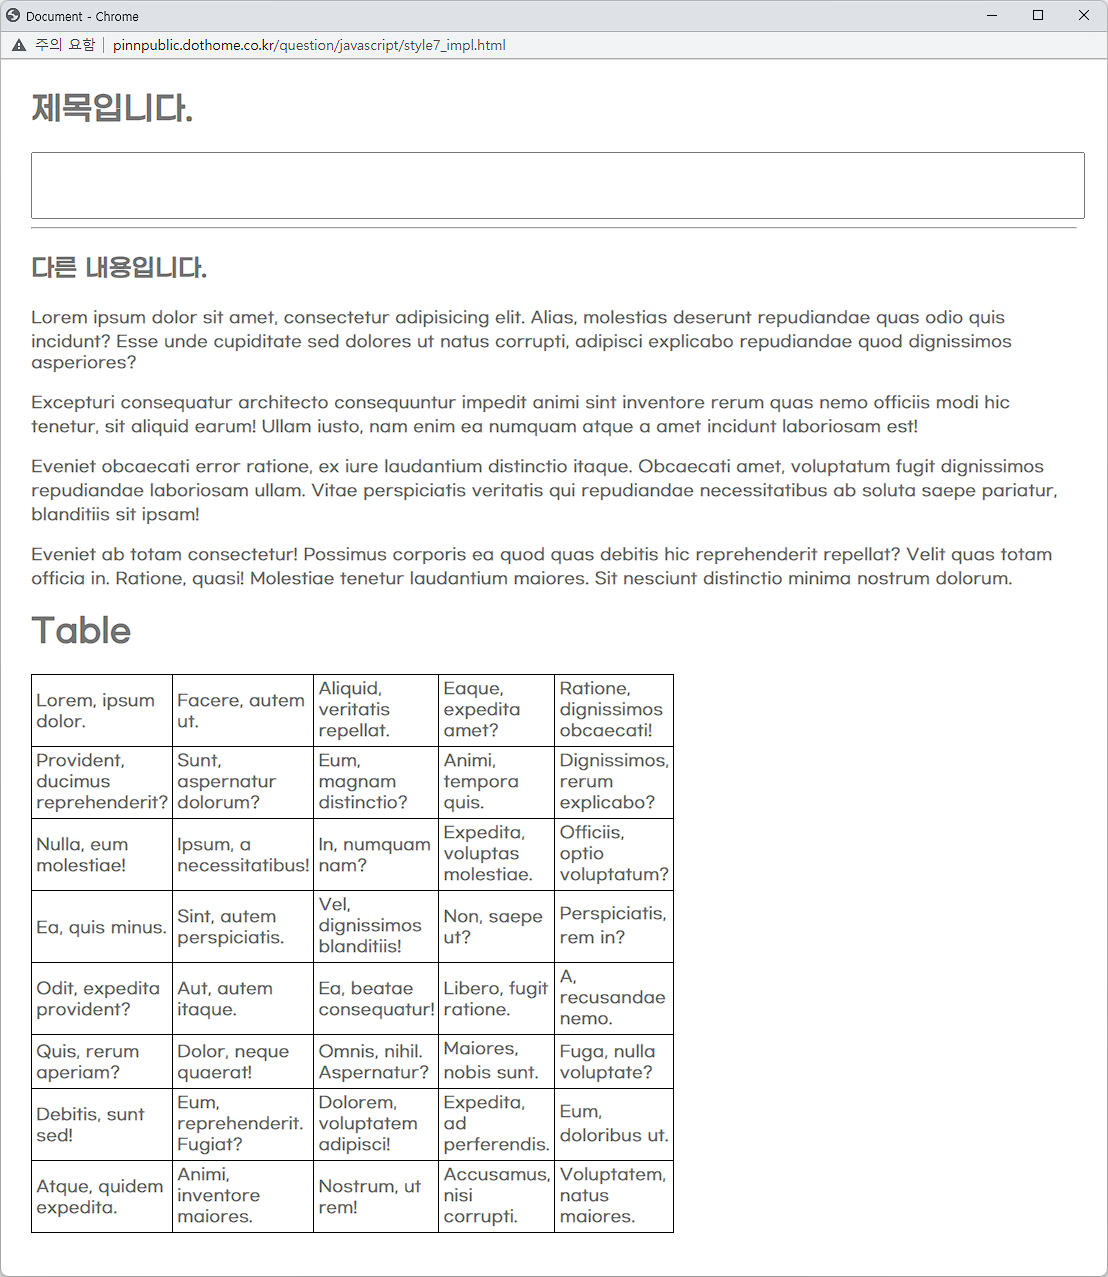 Document - Chrome
주의 요함 | pinnpublic.dothome.co.kr/question/javascript/style7_impl.html
제목입니다.
다른 내용입니다.
Lorem ipsum dolor sit amet, consectetur adipisicing elit. Alias, molestias deserunt repudiandae quas odio quis
incidunt? Esse unde cupiditate sed dolores ut natus corrupti, adipisci explicabo repudiandae quod dignissimos
asperiores?
Excepturi consequatur architecto consequuntur impedit animi sint inventore rerum quas nemo officiis modi hic
tenetur, sit aliquid earum! Ullam iusto, nam enim ea numquam atque a amet incidunt laboriosam est!
Eveniet obcaecati error ratione, ex iure laudantium distinctio itaque. Obcaecati amet, voluptatum fugit dignissimos
repudiandae laboriosam ullam. Vitae perspiciatis veritatis qui repudiandae necessitatibus ab soluta saepe pariatur,
blanditiis sit ipsam!
Eveniet ab totam consectetur! Possimus corporis ea quod quas debitis hic reprehenderit repellat? Velit quas totam
officia in. Ratione, quasi! Molestiae tenetur laudantium maiores. Sit nesciunt distinctio minima nostrum dolorum.
Table
Lorem, ipsum
dolor.
Facere, autem
ut.
Aliquid,
veritatis
repellat.
Eaque,
expedita
amet?
Ratione,
dignissimos
obcaecati!
Provident,
ducimus
reprehenderit?
Sunt,
aspernatur
dolorum?
Eum,
magnam
distinctio?
Animi,
tempora
quis.
Dignissimos,
rerum
explicabo?
Nulla, eum
molestiae!
Ipsum, a
necessitatibus!
In, numquam
nam?
Expedita,
voluptas
molestiae.
Officiis,
optio
voluptatum?
Ea, quis minus.
Sint, autem
perspiciatis.
Vel,
dignissimos
blanditiis!
Non, saepe
ut?
Perspiciatis,
rem in?
Odit, expedita
provident?
Aut, autem
itaque.
Ea, beatae
consequatur!
Libero, fugit
ratione.
A,
recusandae
nemo.
Quis, rerum
aperiam?
Dolor, neque
quaerat!
Omnis, nihil.
Aspernatur?
Maiores,
nobis sunt.
Fuga, nulla
voluptate?
Debitis, sunt
sed!
Eum,
reprehenderit.
Fugiat?
Dolorem,
voluptatem
adipisci!
Expedita,
ad
perferendis.
Eum,
doloribus ut.
Atque, quidem
expedita.
Animi,
inventore
maiores.
Nostrum, ut
rem!
Accusamus,
nisi
corrupti.
Voluptatem,
natus
maiores.